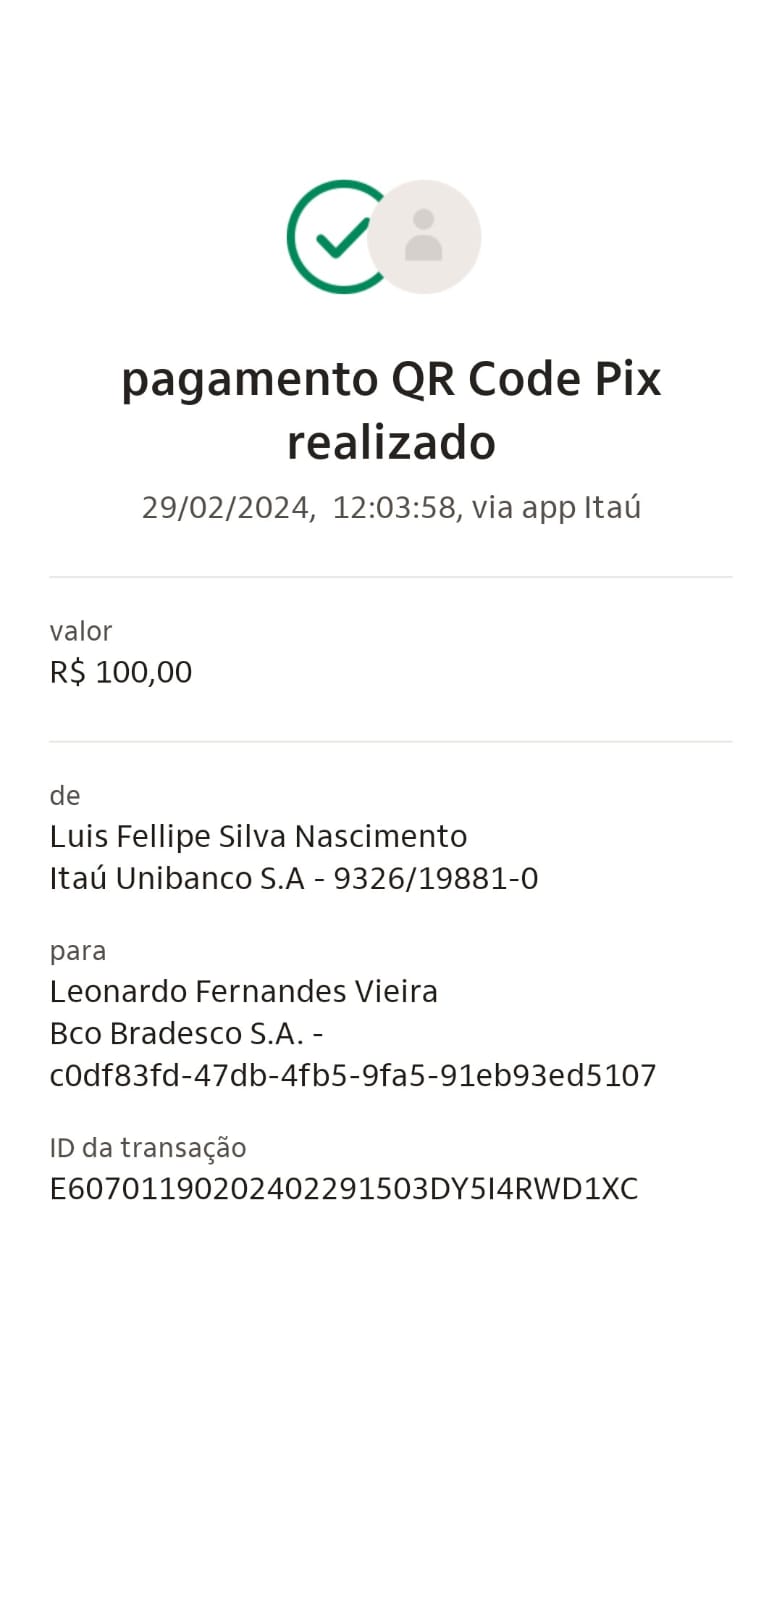 pagamento QR Code Pix
realizado
29/02/2024, 12:03:58, via app Itaú
valor
R$ 100,00
de
Luis Fellipe Silva Nascimento
Itaú Unibanco S.A - 9326/19881-0
para
Leonardo Fernandes Vieira
Bco Bradesco S.A. -
c0df83fd-47db-4fb5-9fa5-91eb93ed5107
ID da transação
E60701190202402291503DY5I4RWD1XC